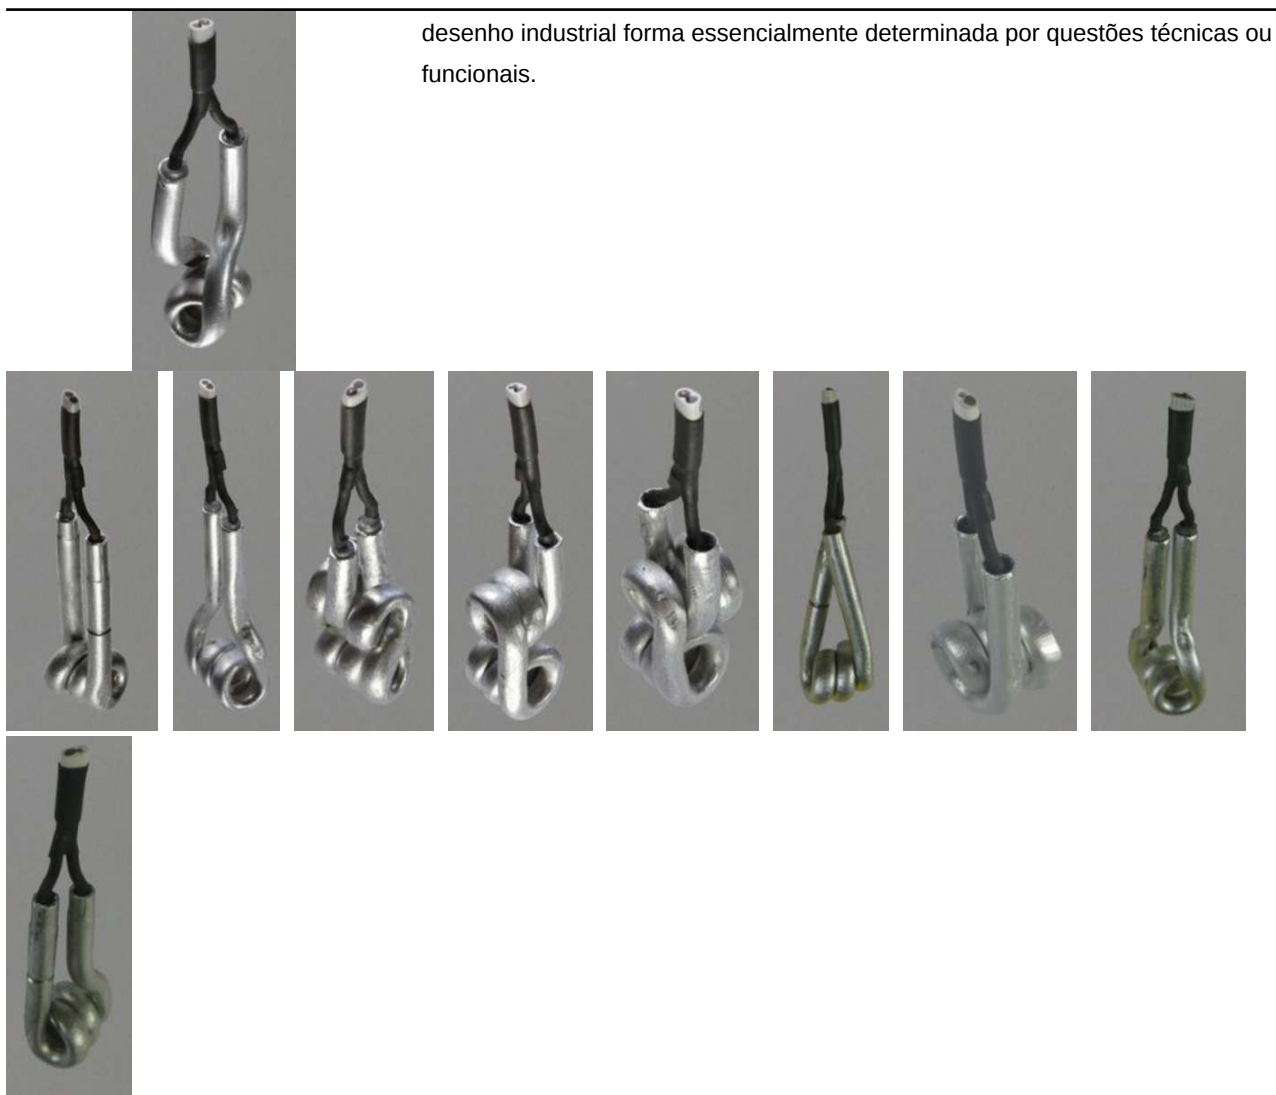 desenho industrial forma essencialmente determinada por questões técnicas ou
funcionais.